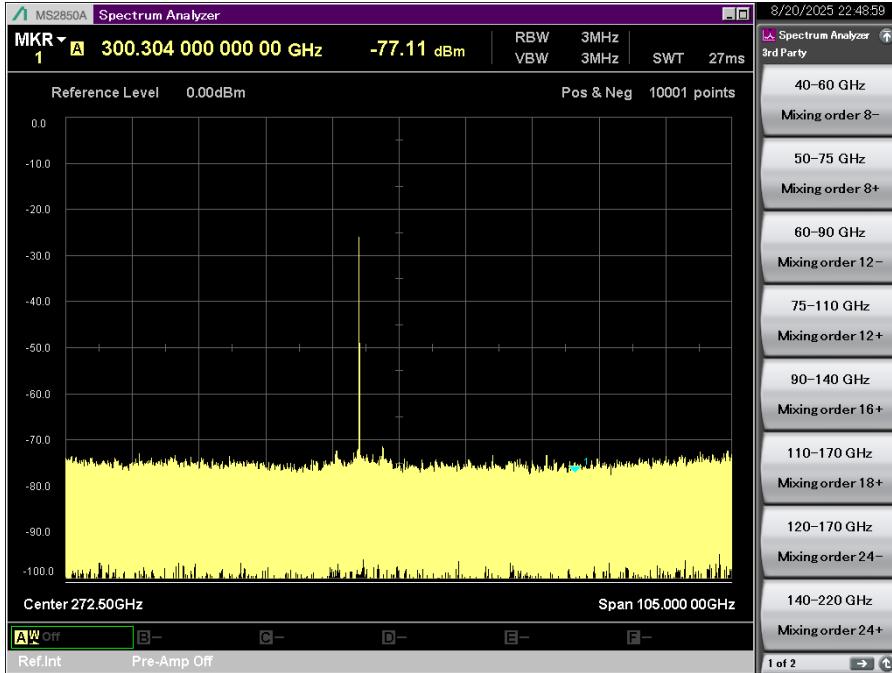 MS2850A Spectrum Analyzer
8/20/2025 22:48:59
MKR 1 A 300.304 000 000 00 GHz -77.11 dBm
RBW 3MHz
VBW 3MHz SWT 27ms
Reference Level 0.00dBm Pos & Neg 10001 points
0.0
-10.0
-20.0
-30.0
-40.0
-50.0
-60.0
-70.0
-80.0
-90.0
-100.0
1
Center 272.50GHz Span 105.000 00GHz
A W Off B- C- D- E- F-
Ref.Int Pre-Amp Off
Spectrum Analyzer
3rd Party
40-60 GHz
Mixing order 8-
50-75 GHz
Mixing order 8+
60-90 GHz
Mixing order 12-
75-110 GHz
Mixing order 12+
90-140 GHz
Mixing order 16+
110-170 GHz
Mixing order 18+
120-170 GHz
Mixing order 24-
140-220 GHz
Mixing order 24+
1 of 2